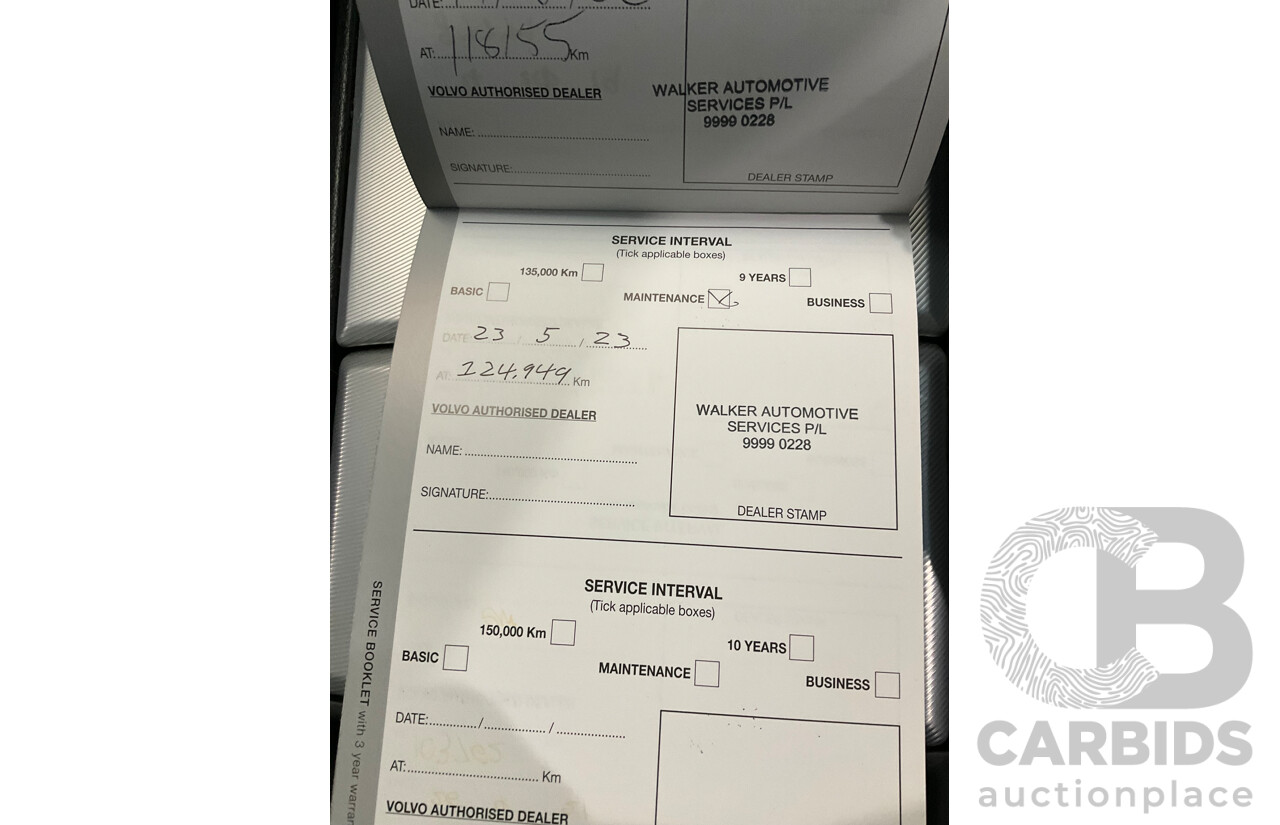 DATE:
AT: 118155 Km
VOLVO AUTHORISED DEALER
NAME:
SIGNATURE:
WALKER AUTOMOTIVE
SERVICES P/L
9999 0228
DEALER STAMP
SERVICE INTERVAL
(Tick applicable boxes)
135,000 Km
9 YEARS
BASIC
MAINTENANCE
BUSINESS
DATE 23 / 5 / 23
AT: 124,949 Km
VOLVO AUTHORISED DEALER
NAME:
SIGNATURE:
WALKER AUTOMOTIVE
SERVICES P/L
9999 0228
DEALER STAMP
SERVICE INTERVAL
(Tick applicable boxes)
150,000 Km
10 YEARS
BASIC
MAINTENANCE
BUSINESS
DATE: / /
AT: Km
VOLVO AUTHORISED DEALER
SERVICE BOOKLET with 3 year
CB
CARBIDS
auctionplace